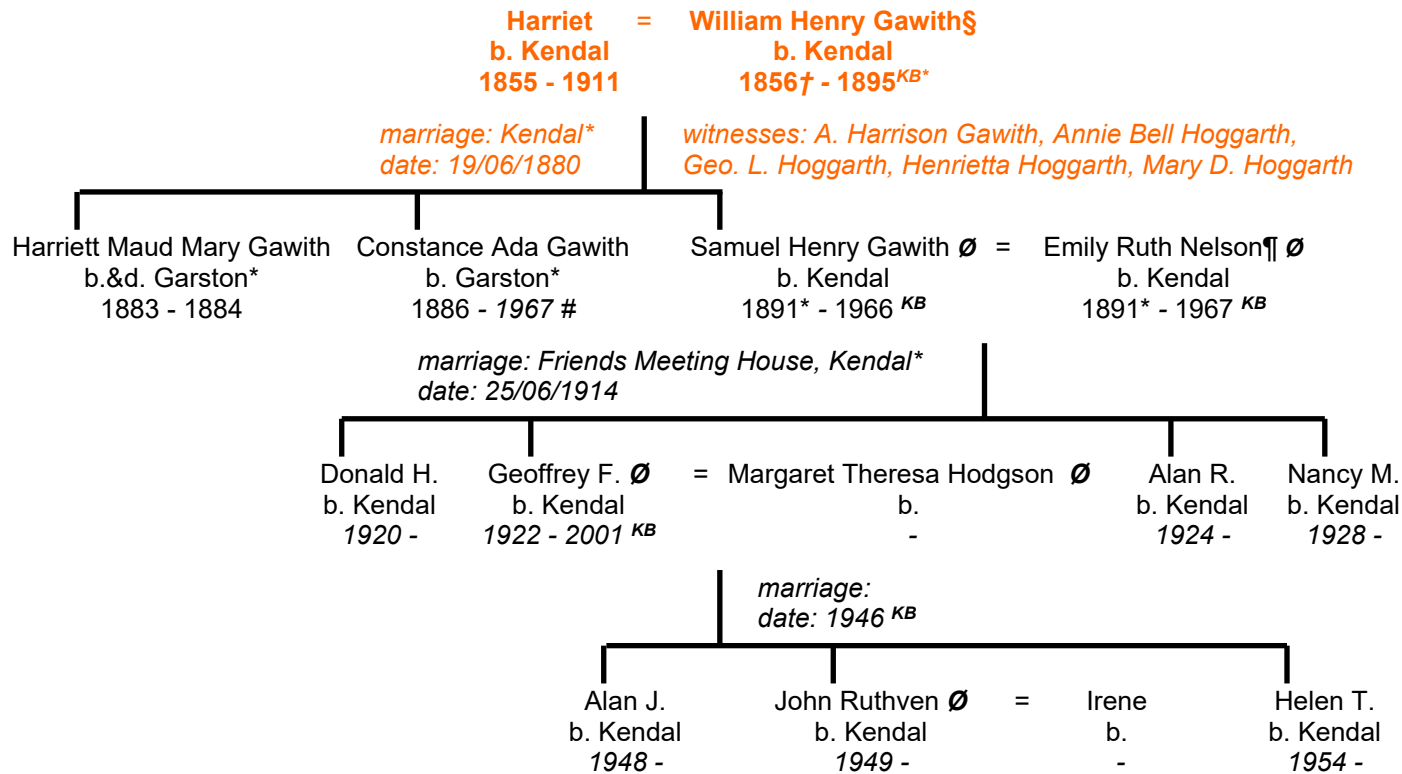 Harriet = William Henry Gawith§
b. Kendal b. Kendal
1855 - 1911 1856† - 1895KB*
marriage: Kendal* witnesses: A. Harrison Gawith, Annie Bell Hoggarth,
date: 19/06/1880 Geo. L. Hoggarth, Henrietta Hoggarth, Mary D. Hoggarth
Harriett Maud Mary Gawith Constance Ada Gawith Samuel Henry Gawith Ø = Emily Ruth Nelson¶ Ø
b.&d. Garston* b. Garston* b. Kendal b. Kendal
1883 - 1884 1886 - 1967 # 1891* - 1966 KB 1891* - 1967 KB
marriage: Friends Meeting House, Kendal*
date: 25/06/1914
Donald H. Geoffrey F. Ø = Margaret Theresa Hodgson Ø Alan R. Nancy M.
b. Kendal b. Kendal b. b. Kendal b. Kendal
1920 - 1922 - 2001 KB - 1924 - 1928 -
marriage:
date: 1946 KB
Alan J. John Ruthven Ø = Irene Helen T.
b. Kendal b. Kendal b. b. Kendal
1948 - 1949 - - 1954 -